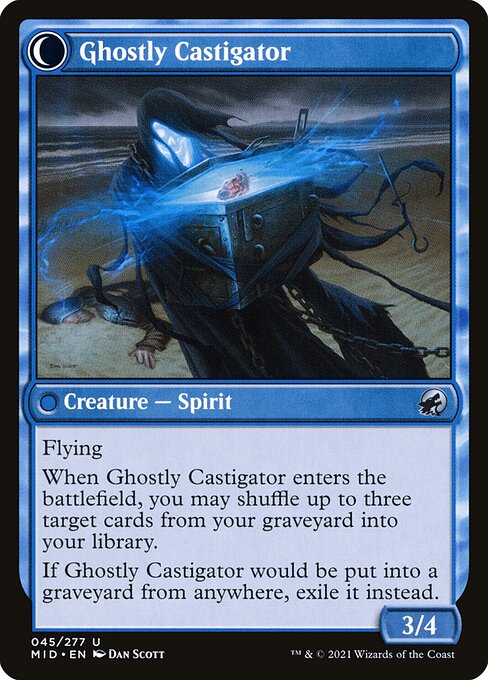 Ghostly Castigator
DAN SCOTT
Creature — Spirit
Flying
When Ghostly Castigator enters the
battlefield, you may shuffle up to three
target cards from your graveyard into
your library.
If Ghostly Castigator would be put into a
graveyard from anywhere, exile it instead.
3/4
045/277 U
MID • EN DAN SCOTT
™ & © 2021 Wizards of the Coast